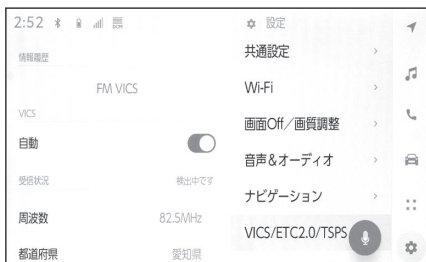 2:52
情報履歴
FM VICS
VICS
自動
受信状況 検出中です
周波数 82.5MHz
都道府県 愛知県
設定
共通設定
Wi-Fi
画面Off/画質調整
音声&オーディオ
ナビゲーション
VICS/ETC2.0/TSPS